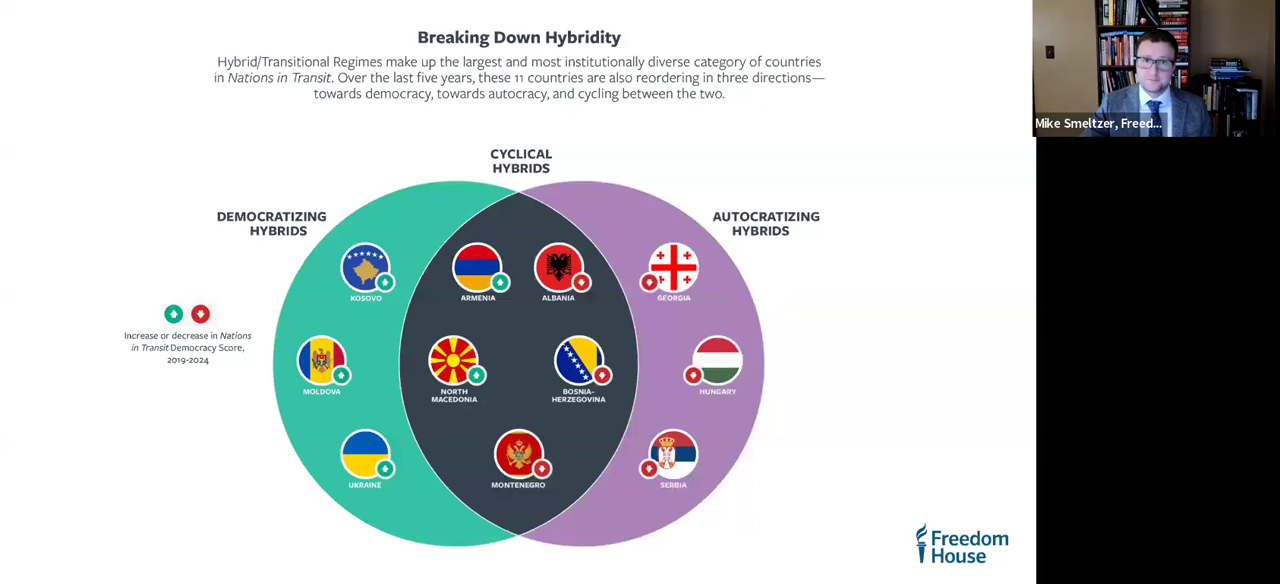 Breaking Down Hybridity
Hybrid/Transitional Regimes make up the largest and most institutionally diverse category of countries
in Nations in Transit. Over the last five years, these 11 countries are also reordering in three directions—
towards democracy, towards autocracy, and cycling between the two.
Mike Smeltzer, Freed...
CYCLICAL
HYBRIDS
DEMOCRATIZING
HYBRIDS
AUTOCRATIZING
HYBRIDS
KOSOVO
ARMENIA
ALBANIA
GEORGIA
Increase or decrease in Nations
in Transit Democracy Score,
2019-2024
MOLDOVA
NORTH
MACEDONIA
BOSNIA-
HERZEGOVINA
HUNGARY
UKRAINE
MONTENEGRO
SERBIA
Freedom
House